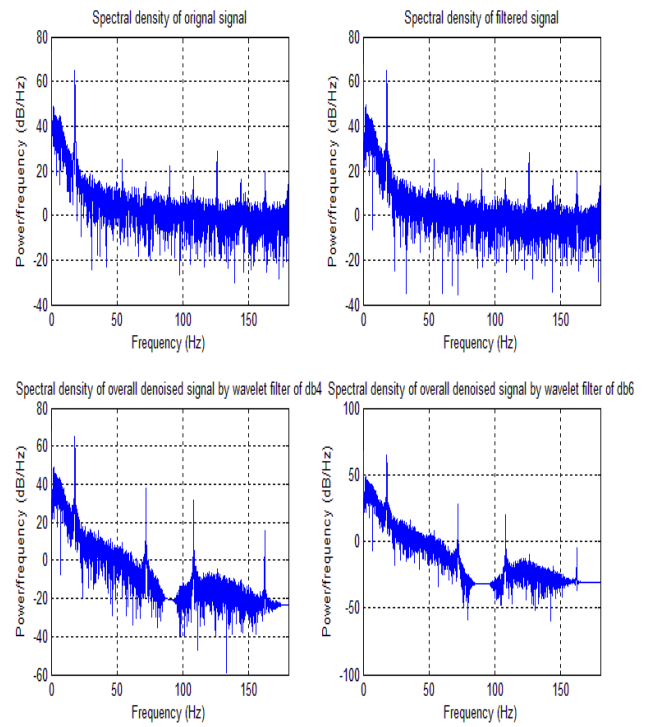 Spectral density of orignal signal
80
60
40
20
0
-20
-40
Power/frequency (dB/Hz)
0 50 100 150
Frequency (Hz)
Spectral density of filtered signal
80
60
40
20
0
-20
-40
Power/frequency (dB/Hz)
0 50 100 150
Frequency (Hz)
Spectral density of overall denoised signal by wavelet filter of db4
80
60
40
20
0
-20
-40
-60
Power/frequency (dB/Hz)
0 50 100 150
Frequency (Hz)
Spectral density of overall denoised signal by wavelet filter of db6
100
50
0
-50
-100
Power/frequency (dB/Hz)
0 50 100 150
Frequency (Hz)